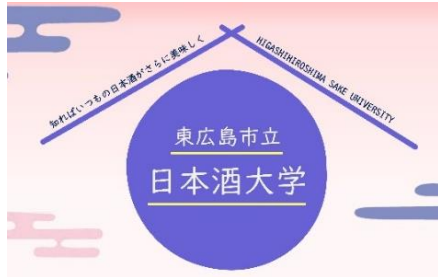 知ればいつもの日本酒がさらに美味しく
HIGASHIHIROSHIMA SAKE UNIVERSITY
東広島市立
日本酒大学